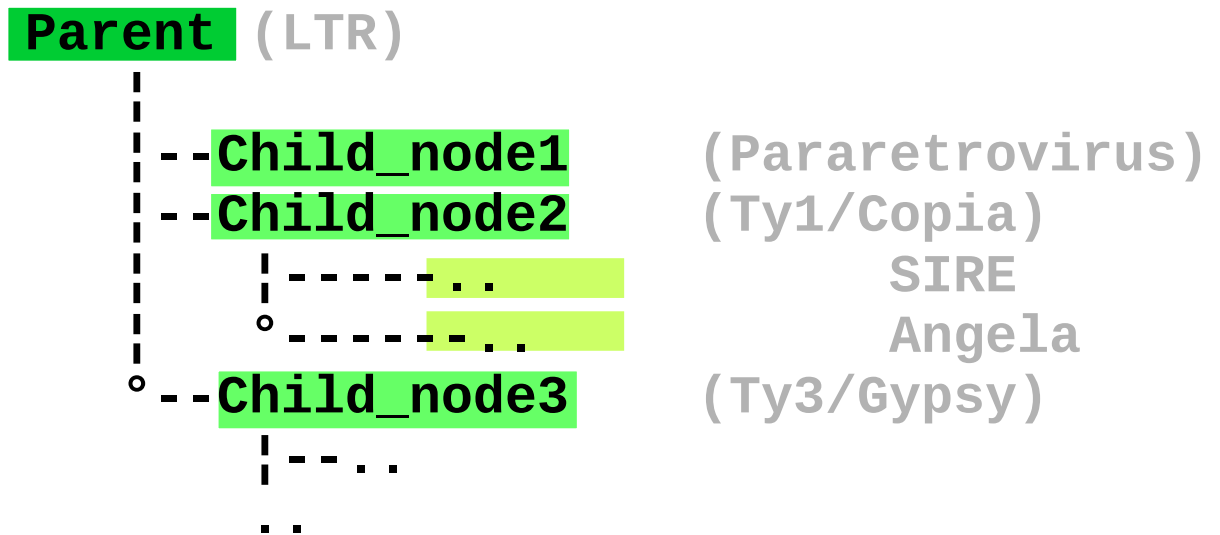 Parent (LTR)
|
|
| --Child_node1 (Pararetrovirus)
| --Child_node2 (Ty1/Copia)
| | -----.. SIRE
| ° ------.. Angela
° --Child_node3 (Ty3/Gypsy)
| --..
..